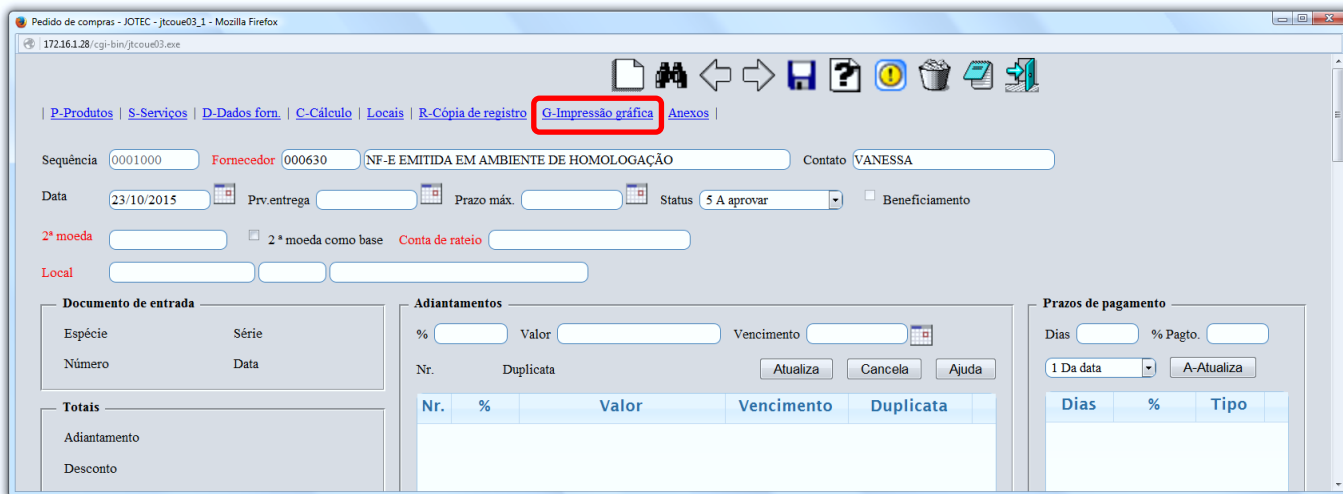 Pedido de compras - JOTEC - jtcoue03_1 - Mozilla Firefox
172.16.1.28/cgi-bin/jtcoue03.exe
| P-Produtos | S-Serviços | D-Dados forn. | C-Cálculo | Locais | R-Cópia de registro | G-Impressão gráfica | Anexos |
Sequência 0001000 Fornecedor 000630 NF-E EMITIDA EM AMBIENTE DE HOMOLOGAÇÃO Contato VANESSA
Data 23/10/2015 Prv.entrega Prazo máx. Status 5 A aprovar Beneficiamento
2ª moeda 2 ª moeda como base Conta de rateio
Local
Documento de entrada Adiantamentos Prazos de pagamento
Espécie Série % Valor Vencimento Dias % Pagto.
Número Data Nr. Duplicata Atualiza Cancela Ajuda 1 Da data A-Atualiza
Totais Nr. % Valor Vencimento Duplicata Dias % Tipo
Adiantamento
Desconto